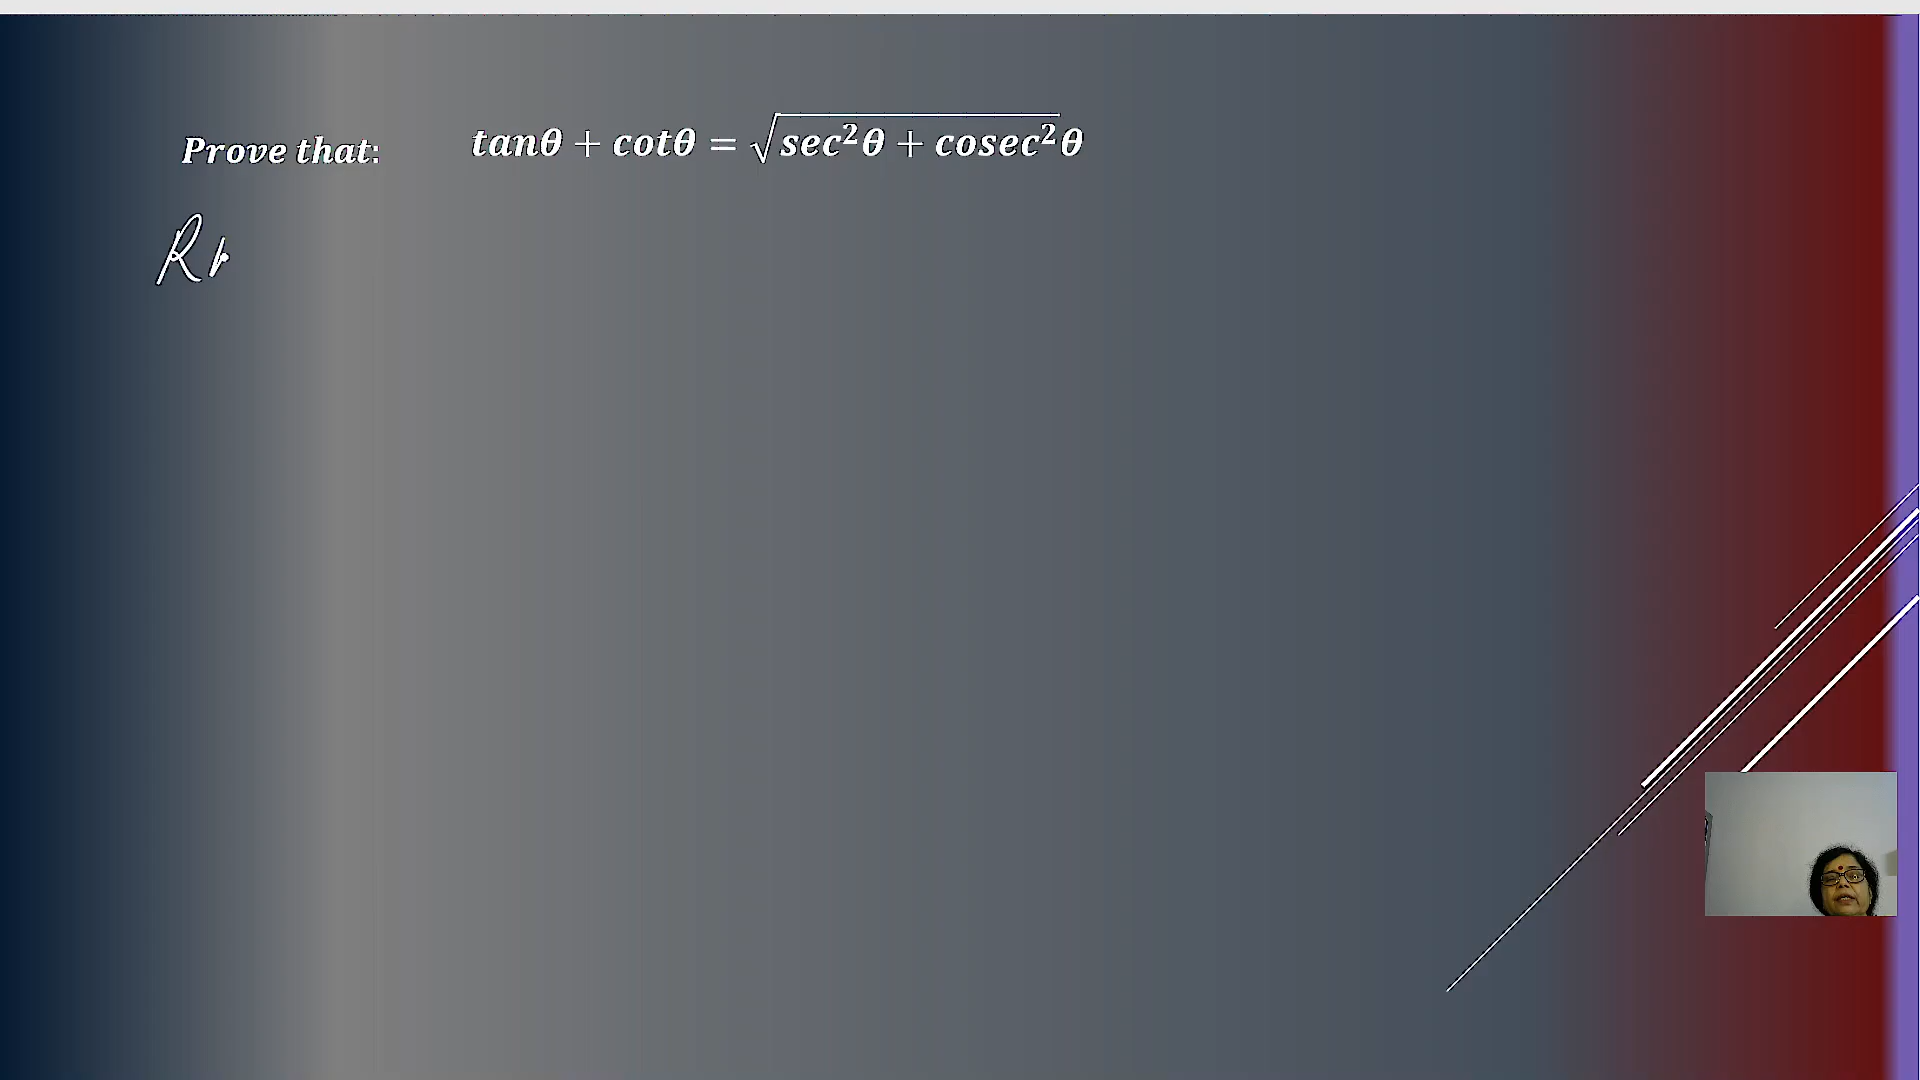 Prove that: tanθ + cotθ = √sec²θ + cosec²θ
R